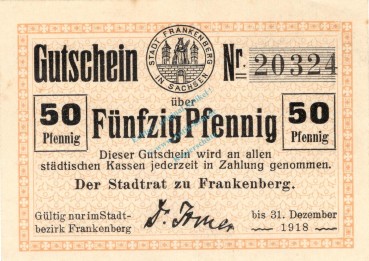 Gutschein
STADT FRANKENBERG
IN SACHSEN
Nr. 20324
über
50 Pfennig
Fünfzig Pfennig
50 Pfennig
Dieser Gutschein wird an allen
städtischen Kassen jederzeit in Zahlung genommen.
Der Stadtrat zu Frankenberg.
Gültig nur im Stadt-
bezirk Frankenberg
bis 31. Dezember
1918